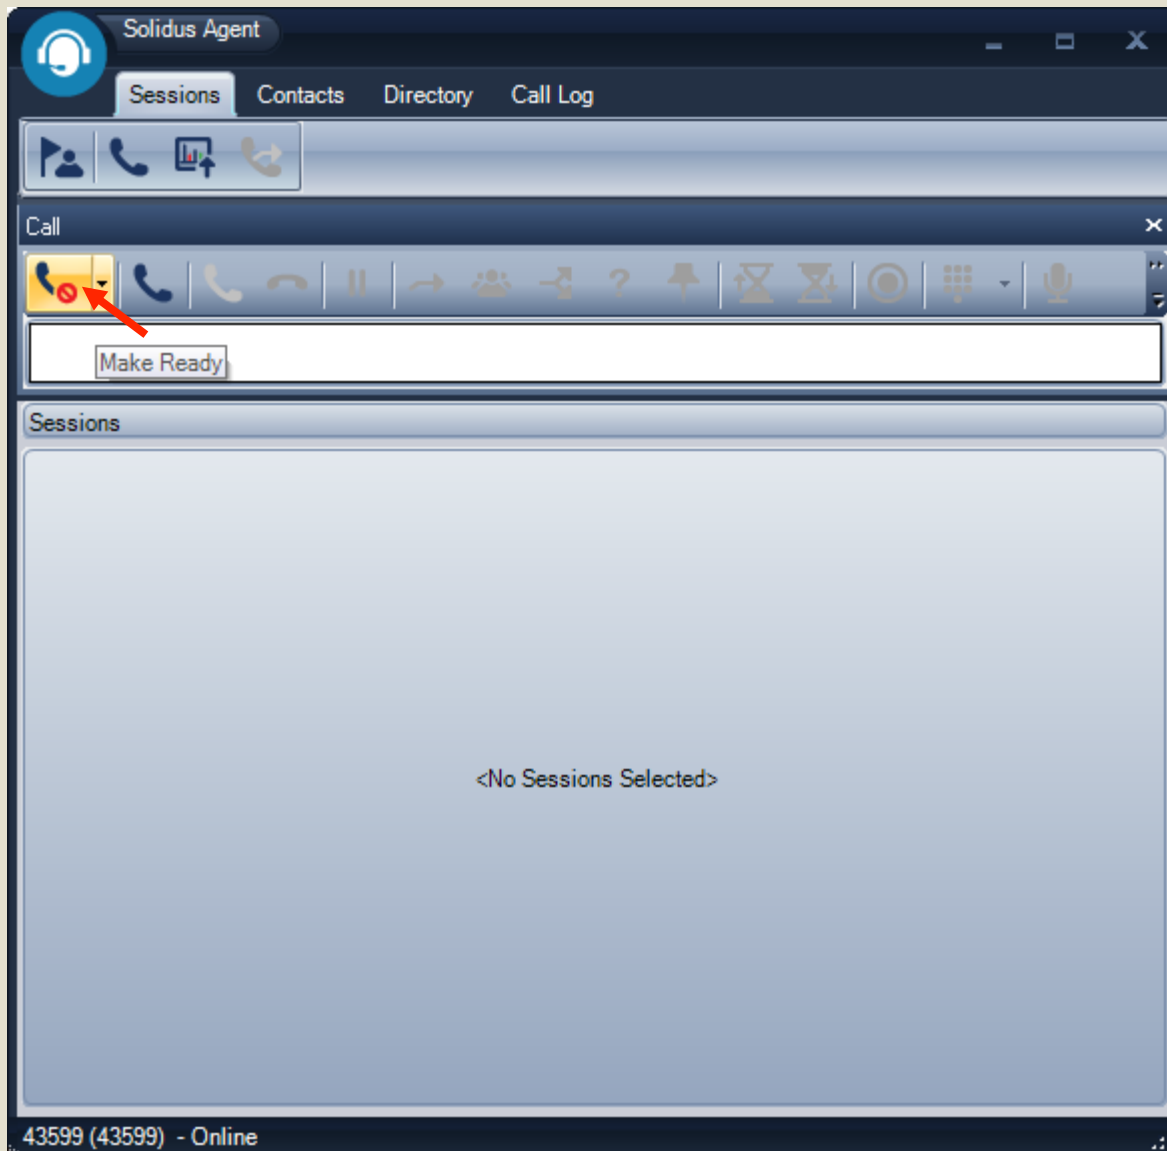 Solidus Agent
Sessions Contacts Directory Call Log
Call
Make Ready
Sessions
<No Sessions Selected>
43599 (43599) - Online